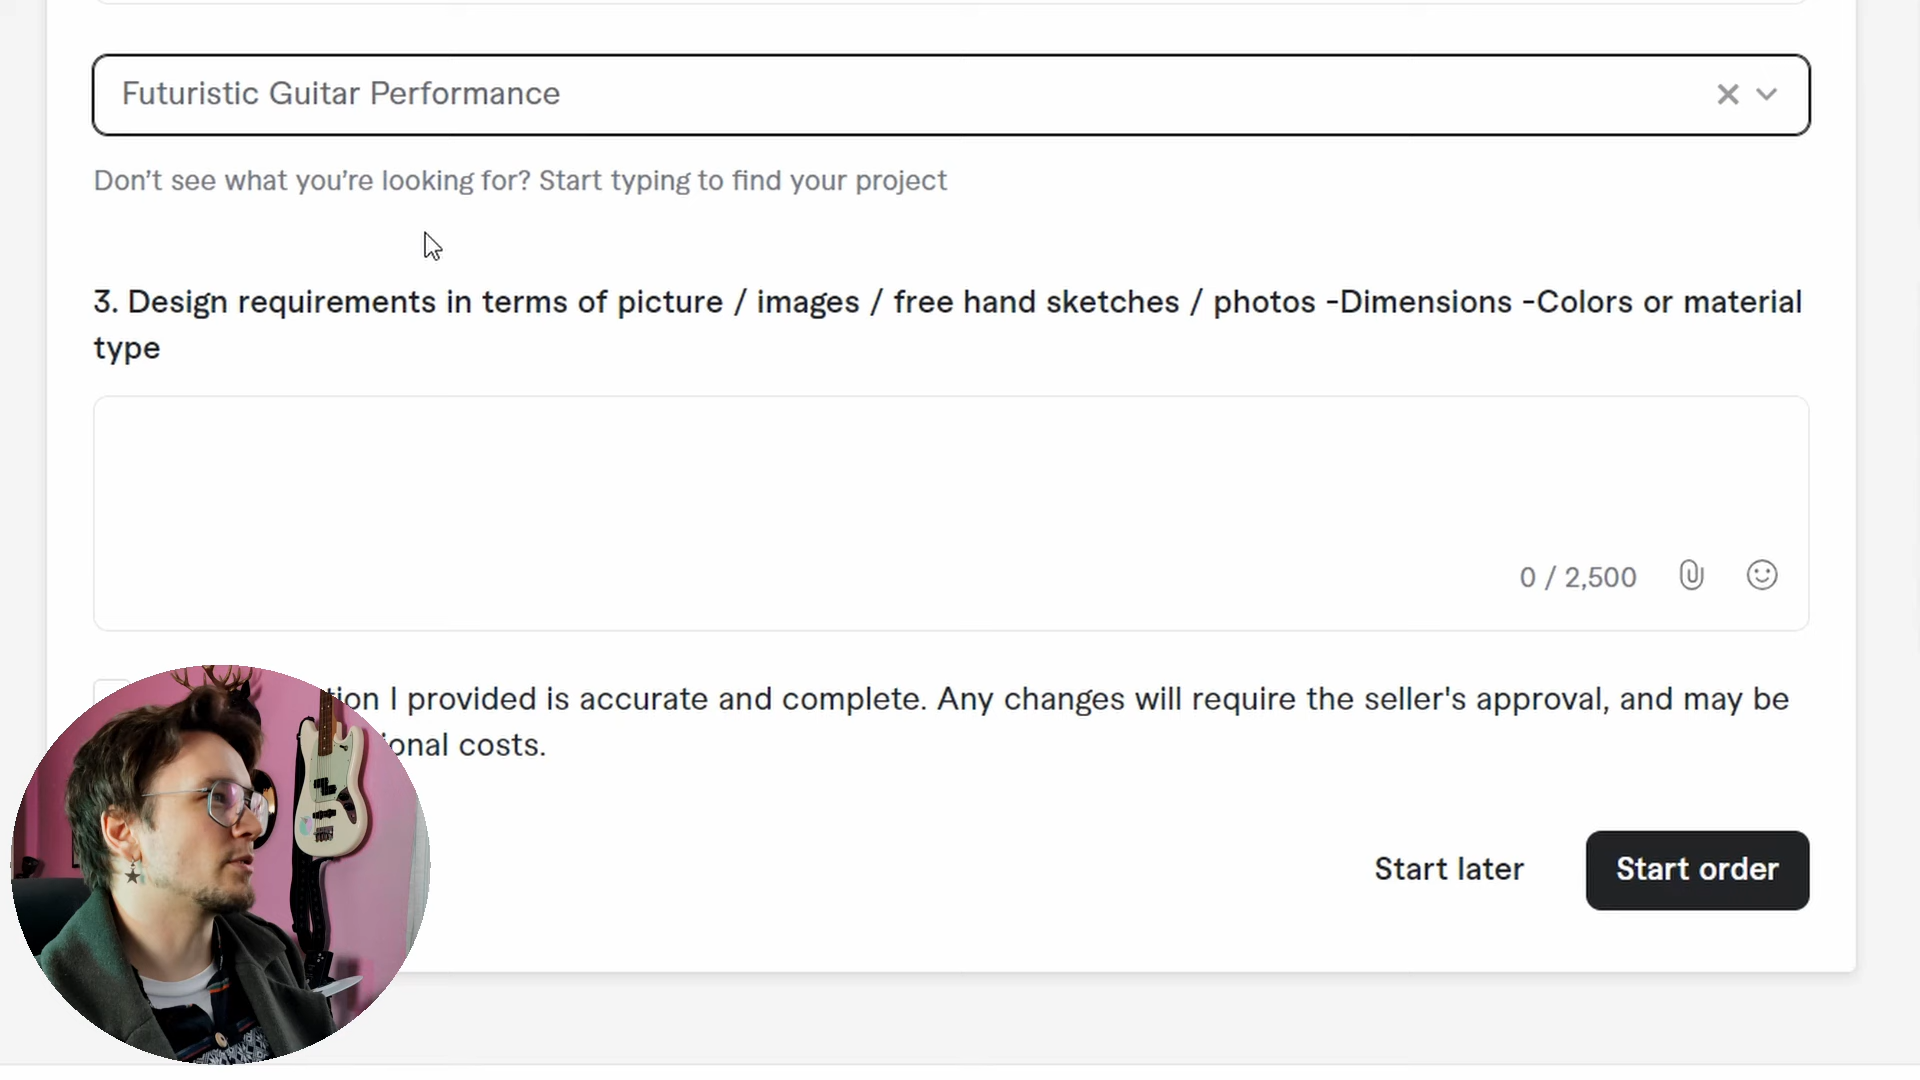 Futuristic Guitar Performance
Don't see what you're looking for? Start typing to find your project
3. Design requirements in terms of picture / images / free hand sketches / photos -Dimensions -Colors or material
type
0 / 2,500
I provided is accurate and complete. Any changes will require the seller's approval, and may be
costs.
Start later
Start order